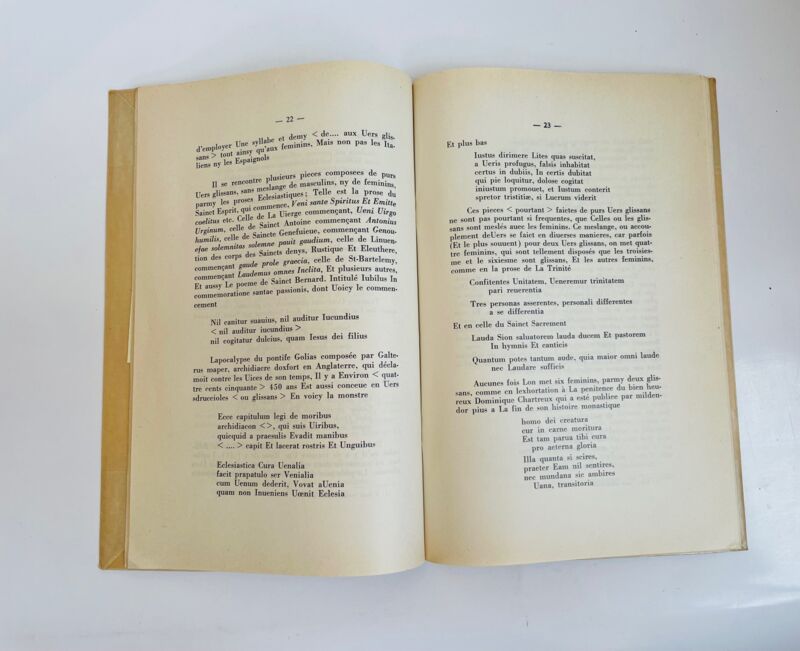 — 22 —
d'employer Une syllabe et demy < de.... aux Uers glis-
sans > tout ainsy qu'aux feminins. Mais non pas les Ita-
liens ny les Espaignols
Il se rencontre plusieurs pieces composees de purs
Uers glissans, sans meslange de masculins, ny de feminins,
parmy les proses Eclesiastiques ; Telle est la prose du
Sainct Esprit, qui commence, Veni sante Spiritus Et Emitte
coelitus etc. Celle de La Uierge commençant, Ueni Uirgo
Urginum, celle de Sainct Antoine commençant Antonius
humilis, celle de Saincte Genefuieue, commençant Genou-
efae solemnitas solemne pauit gaudium, celle de Linuen-
tion des corps des Sainctz denys, Rustique Et Eleuthere,
commençant gaude prole graecia, celle de St-Bartelemy,
commençant Laudemus omnes Inclita, Et plusieurs autres,
Et aussy Le poeme de Sainct Bernard. Intitulé Iubilus In
commemoratione santae passionis, dont Uoicy le commen-
cement
Nil canitur suauius, nil auditur Iucundius
< nil auditur iucundius >
nil cogitatur dulcius, quam Iesus dei filius
Lapocalypse du pontife Golias composée par Galte-
rus maper, archidiacre doxfort en Angleterre, qui décla-
moit contre les Uices de son temps, Il y a Environ < quat-
tre cents cinquante > 450 ans Est aussi conceue en Uers
sdruceioles < ou glissans > En voicy la monstre
Ecce capitulum legi de moribus
archidiacon <>, qui suis Uiribus,
quicquid a praesulis Evadit manibus
< .... > capit Et lacerat rostris Et Unguibus
Eclesiastica Cura Uenalia
facit prapatulo ser Venialia
cum Uenum dederit, Vovat aUenia
quam non Inueniens Uœnit Eclesia
— 23 —
Et plus bas
Iustus dirimere Lites quas suscitat,
a Ueris profugus, falsis inhabitat
certus in dubiis, In certis dubitat
qui pie loquitur, dolose cogitat
iniustum promouet, et Iustum conterit
spretor tristitiæ, si Lucrum viderit
Ces pieces < pourtant > faictes de purs Uers glissans
ne sont pas pourtant si frequentes, que Celles ou les glis-
sans sont meslés auec les feminins. Ce meslange, ou accou-
plement deUers se faict en diuerses manieres, car parfois
(Et le plus souuent) pour deux Uers glissans, on met quat-
tre feminins, qui sont tellement disposés que les troisies-
me et le sixiesme sont glissans, Et les autres feminins,
comme en la prose de La Trinité
Confitentes Unitatem, Ueneremur trinitatem
pari reuerentia
Tres personas asserentes, personali differentes
a se differentia
Et en celle du Sainct Sacrement
Lauda Sion saluatorem lauda ducem Et pastorem
In hymnis Et canticis
Quantum potes tantum aude, quia maior omni laude
nec Laudare sufficis
Aucunes fois Lon met six feminins, parmy deux glis-
sans, comme en lexhortation à La penitence du bien heu-
reux Dominique Chartreux qui a esté publiee par milden-
dor pius a La fin de son histoire monastique
homo dei creatura
cur in carne moritura
Est tam parua tibi cura
pro aeterna gloria
Illa quanta si scires,
praeter Eam nil sentires,
nec mundana sic ambires
Uana, transitoria